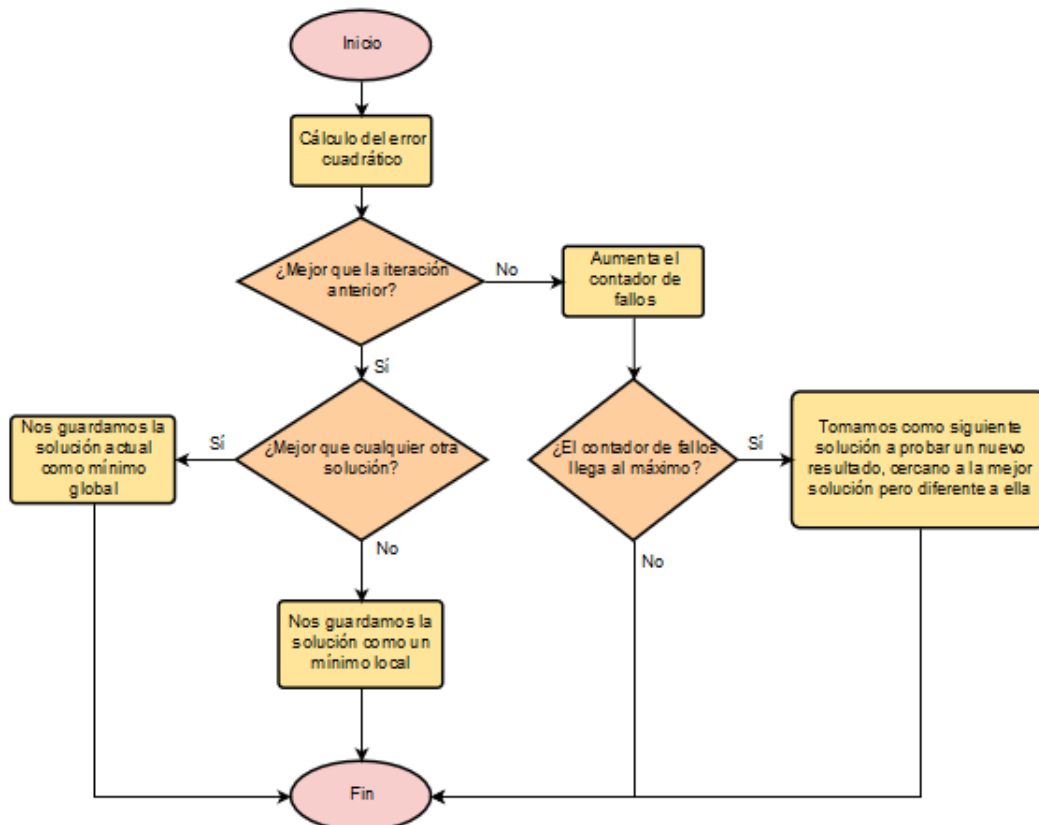 Inicio
Cálculo del error
cuadrático
¿Mejor que la iteración
anterior?
No
Aumenta el
contador de
fallos
Sí
Nos guardamos la
solución actual
como mínimo
global
Sí
¿Mejor que cualquier otra
solución?
¿El contador de fallos
llega al máximo?
Sí
Tomamos como siguiente
solución a probar un nuevo
resultado, cercano a la mejor
solución pero diferente a ella
No
No
Nos guardamos la
solución como un
mínimo local
Fin